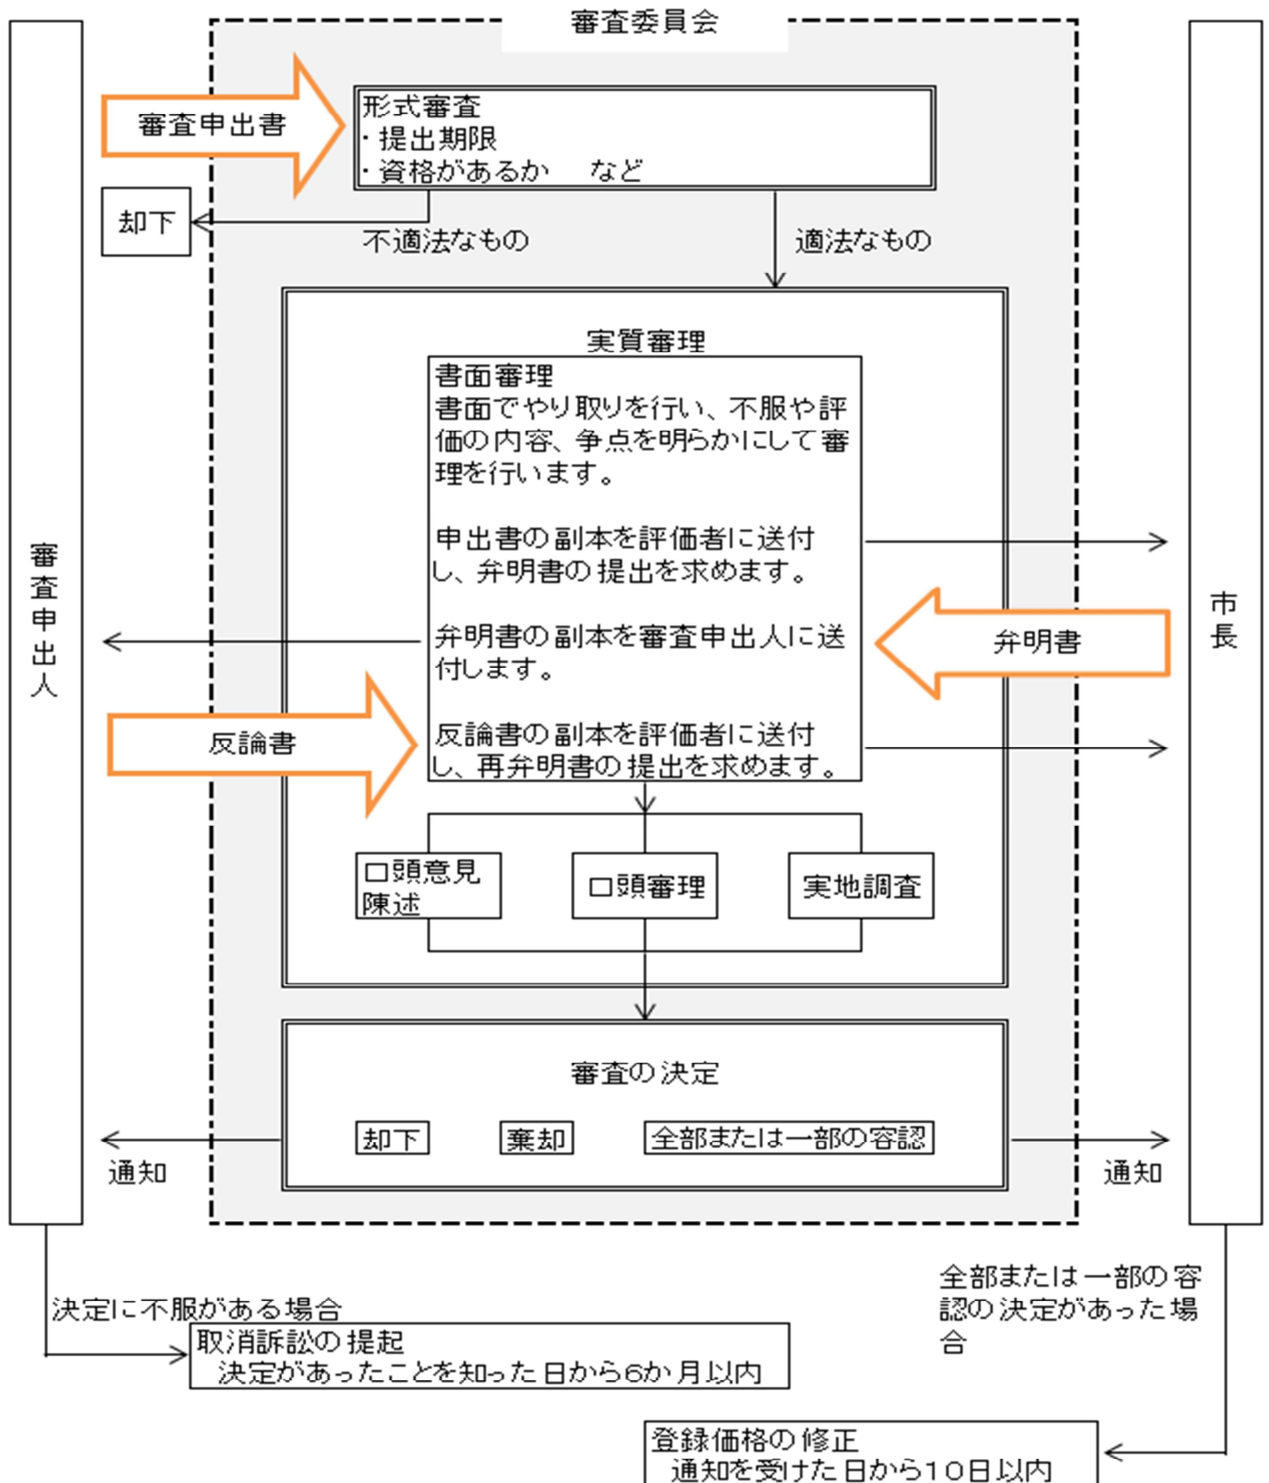 審査委員会
審査申出書
形式審査
・提出期限
・資格があるか　など
却下
不適法なもの
適法なもの
実質審理
書面審理
書面でやり取りを行い、不服や評
価の内容、争点を明らかにして審
理を行います。
申出書の副本を評価者に送付
し、弁明書の提出を求めます。
弁明書の副本を審査申出人に送
付します。
反論書の副本を評価者に送付
し、再弁明書の提出を求めます。
審査申出人
市長
弁明書
反論書
口頭意見
陳述
口頭審理
実地調査
審査の決定
却下
棄却
全部または一部の容認
通知
通知
決定に不服がある場合
取消訴訟の提起
決定があったことを知った日から6か月以内
全部または一部の容
認の決定があった場
合
登録価格の修正
通知を受けた日から10日以内